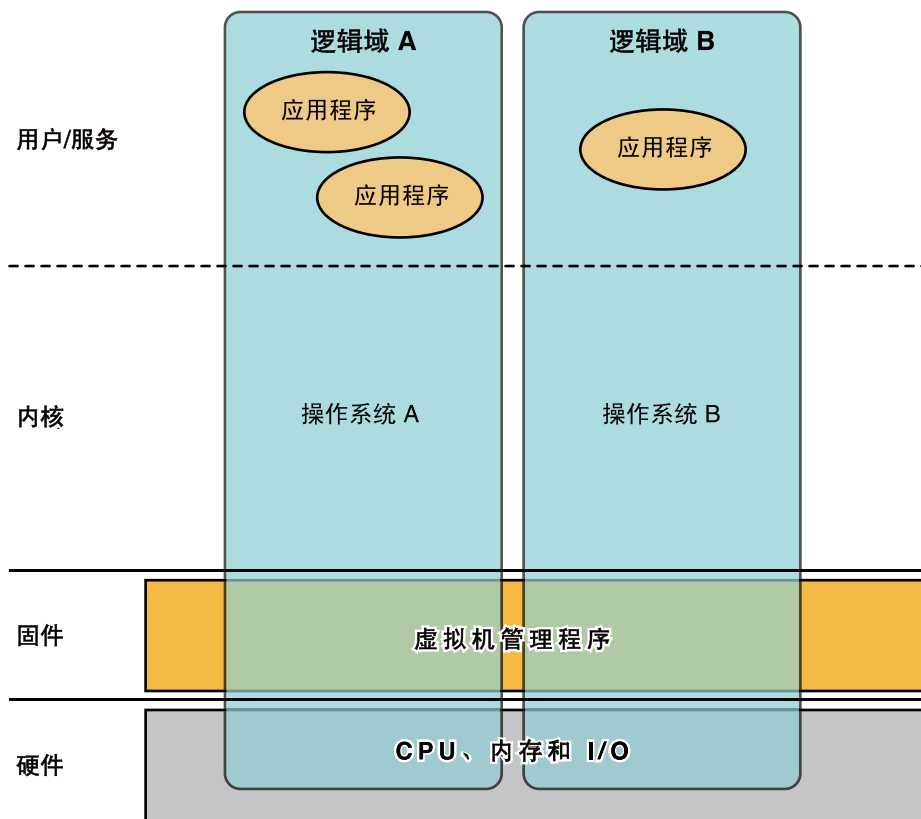 逻辑域 A
逻辑域 B
应用程序
用户/服务
应用程序
应用程序
内核
操作系统 A
操作系统 B
固件
虚拟机管理程序
硬件
CPU、内存和 I/O